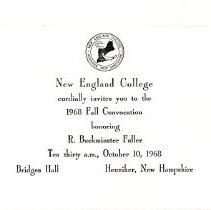 New England College
cordially invites you to the
1968 Fall Convocation
honoring
R. Buckminster Fuller
Ten thirty a.m., October 10, 1968
Bridges Hall Henniker, New Hampshire